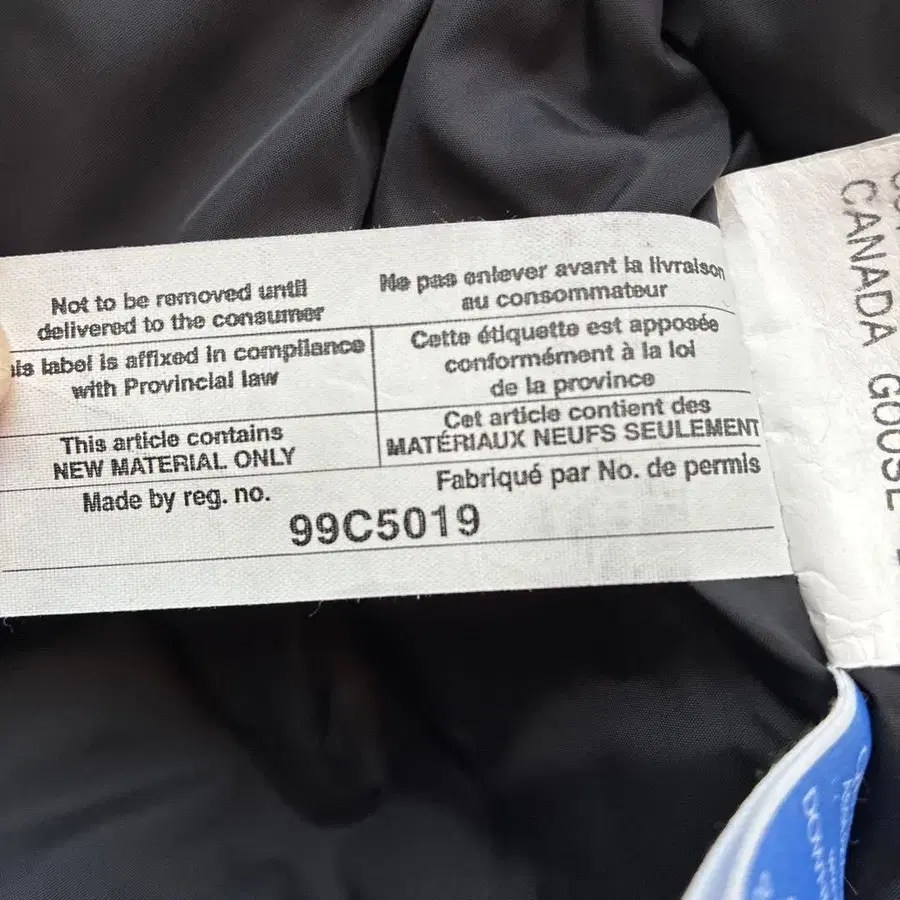 Not to be removed until
delivered to the consumer
Ne pas enlever avant la livraison
au consommateur
his label is affixed in compliance
with Provincial law
Cette étiquette est apposée
conformément à la loi
de la province
This article contains
NEW MATERIAL ONLY
Cet article contient des
MATÉRIAUX NEUFS SEULEMENT
Made by reg. no.
Fabriqué par No. de permis
99C5019
CANADA GOOSE